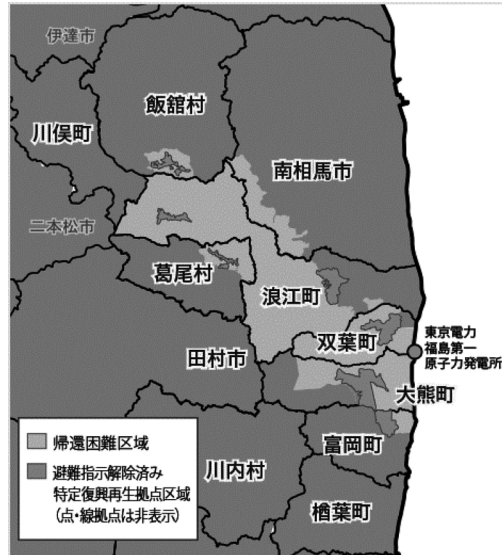 伊達市
飯舘村
川俣町
南相馬市
二本松市
葛尾村
浪江町
双葉町
東京電力
福島第一
原子力発電所
田村市
大熊町
帰還困難区域
避難指示解除済み
特定復興再生拠点区域
(点・線拠点は非表示)
富岡町
川内村
楢葉町